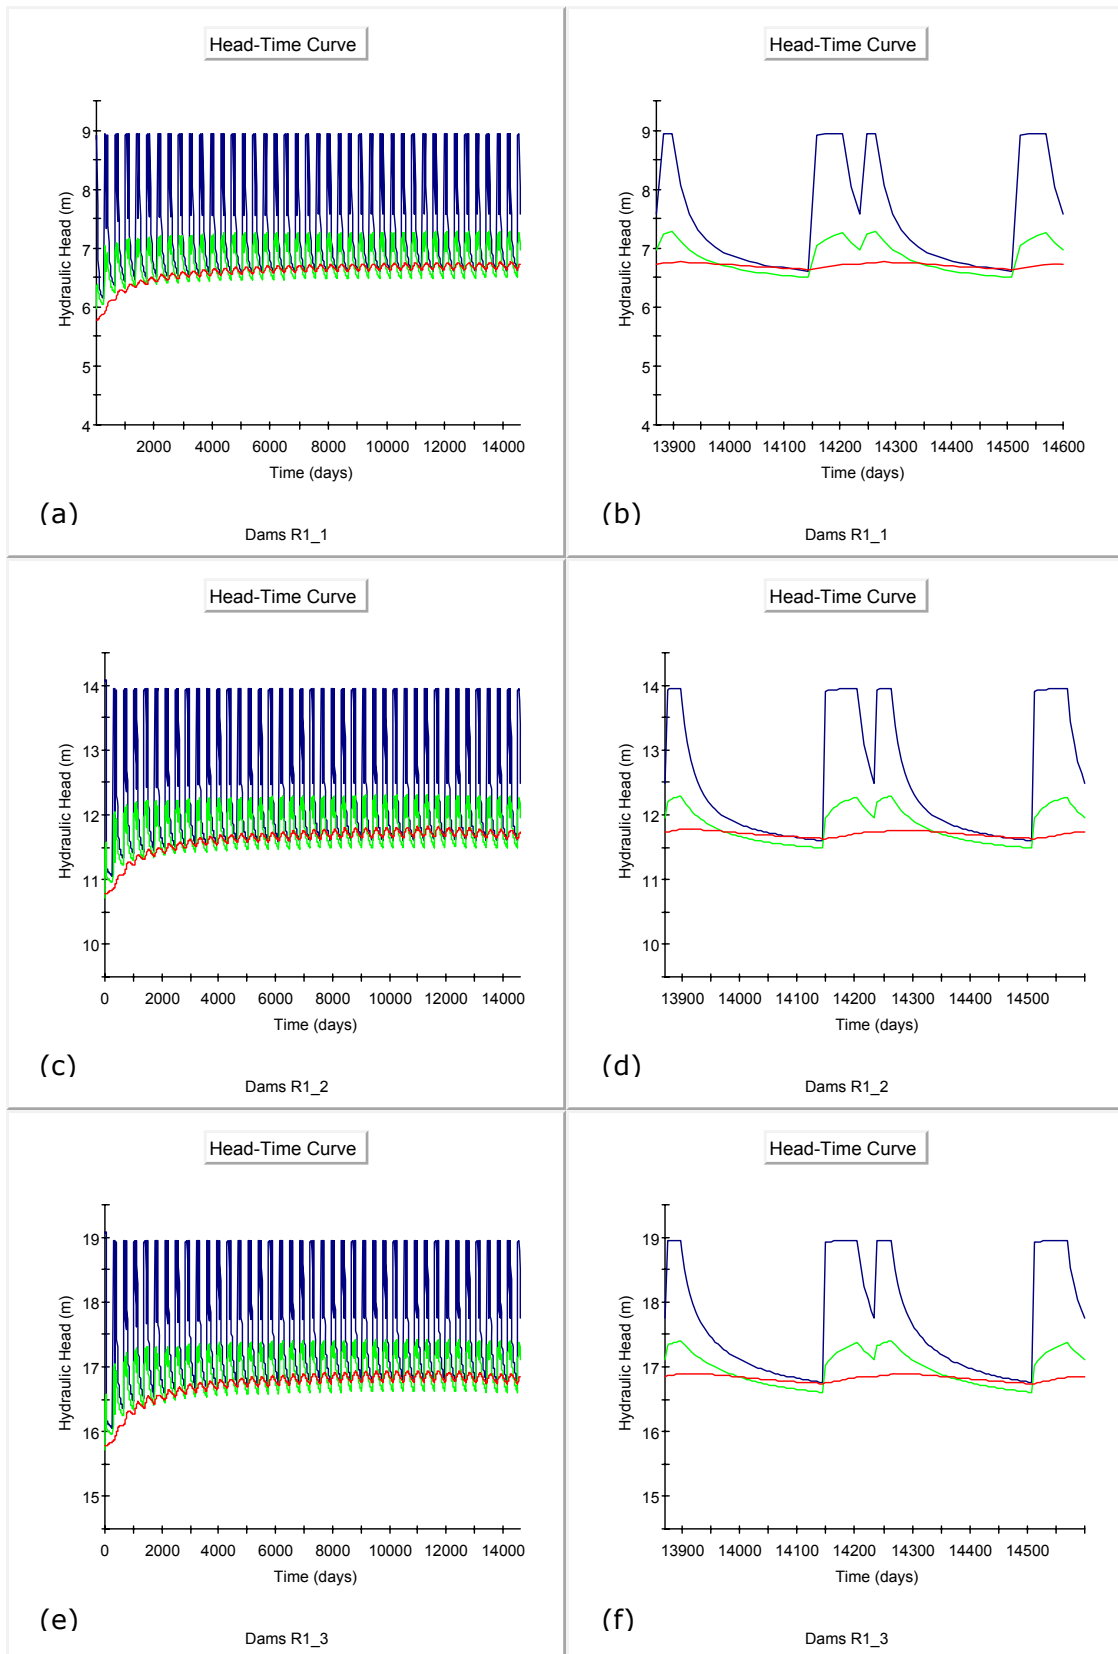 Head-Time Curve
Hydraulic Head (m)
9
8
7
6
5
4
2000 4000 6000 8000 10000 12000 14000
Time (days)
(a)
Dams R1_1
Head-Time Curve
Hydraulic Head (m)
9
8
7
6
5
4
13900 14000 14100 14200 14300 14400 14500 14600
Time (days)
(b)
Dams R1_1
Head-Time Curve
Hydraulic Head (m)
14
13
12
11
10
0 2000 4000 6000 8000 10000 12000 14000
Time (days)
(c)
Dams R1_2
Head-Time Curve
Hydraulic Head (m)
14
13
12
11
10
13900 14000 14100 14200 14300 14400 14500
Time (days)
(d)
Dams R1_2
Head-Time Curve
Hydraulic Head (m)
19
18
17
16
15
0 2000 4000 6000 8000 10000 12000 14000
Time (days)
(e)
Dams R1_3
Head-Time Curve
Hydraulic Head (m)
19
18
17
16
15
13900 14000 14100 14200 14300 14400 14500
Time (days)
(f)
Dams R1_3